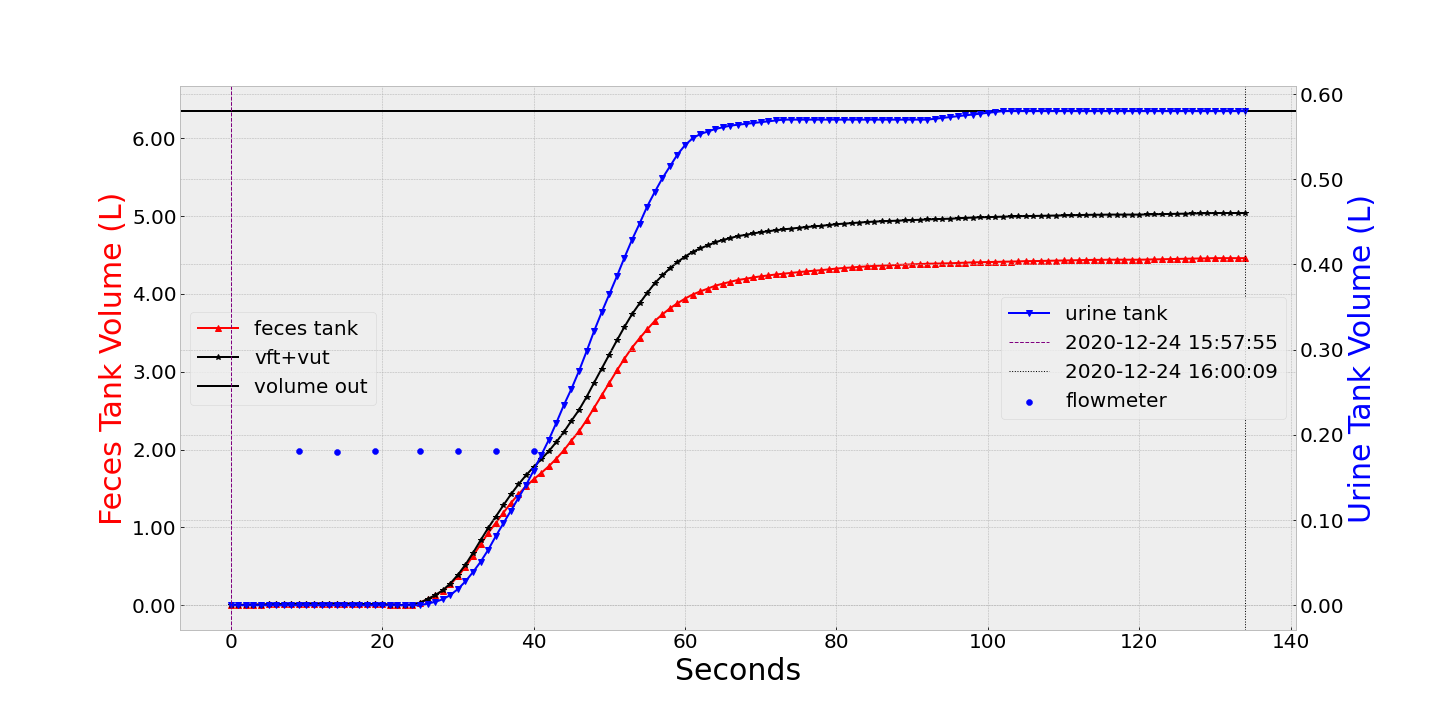 6.00
5.00
4.00
3.00
2.00
1.00
0.00
Feces Tank Volume (L)
0.60
0.50
0.40
0.30
0.20
0.10
0.00
Urine Tank Volume (L)
feces tank
vft+vut
volume out
urine tank
2020-12-24 15:57:55
2020-12-24 16:00:09
flowmeter
0 20 40 60 80 100 120 140
Seconds